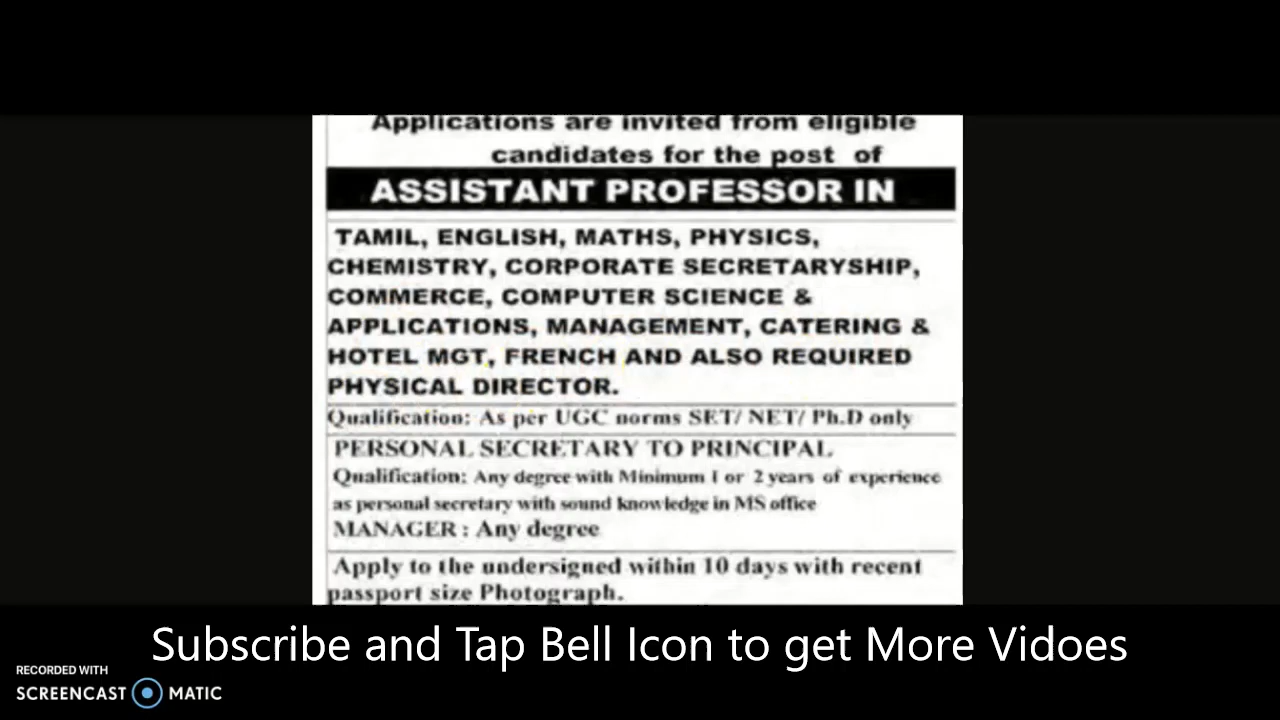 Applications are invited from eligible
candidates for the post of
ASSISTANT PROFESSOR IN
TAMIL, ENGLISH, MATHS, PHYSICS,
CHEMISTRY, CORPORATE SECRETARYSHIP,
COMMERCE, COMPUTER SCIENCE &
APPLICATIONS, MANAGEMENT, CATERING &
HOTEL MGT, FRENCH AND ALSO REQUIRED
PHYSICAL DIRECTOR.
Qualification: As per UGC norms SET/ NET/ Ph.D only
PERSONAL SECRETARY TO PRINCIPAL
Qualification: Any degree with Minimum 1 or 2 years of experience
as personal secretary with sound knowledge in MS office
MANAGER : Any degree
Apply to the undersigned within 10 days with recent
passport size Photograph.
Subscribe and Tap Bell Icon to get More Vidoes
RECORDED WITH
SCREENCAST MATIC